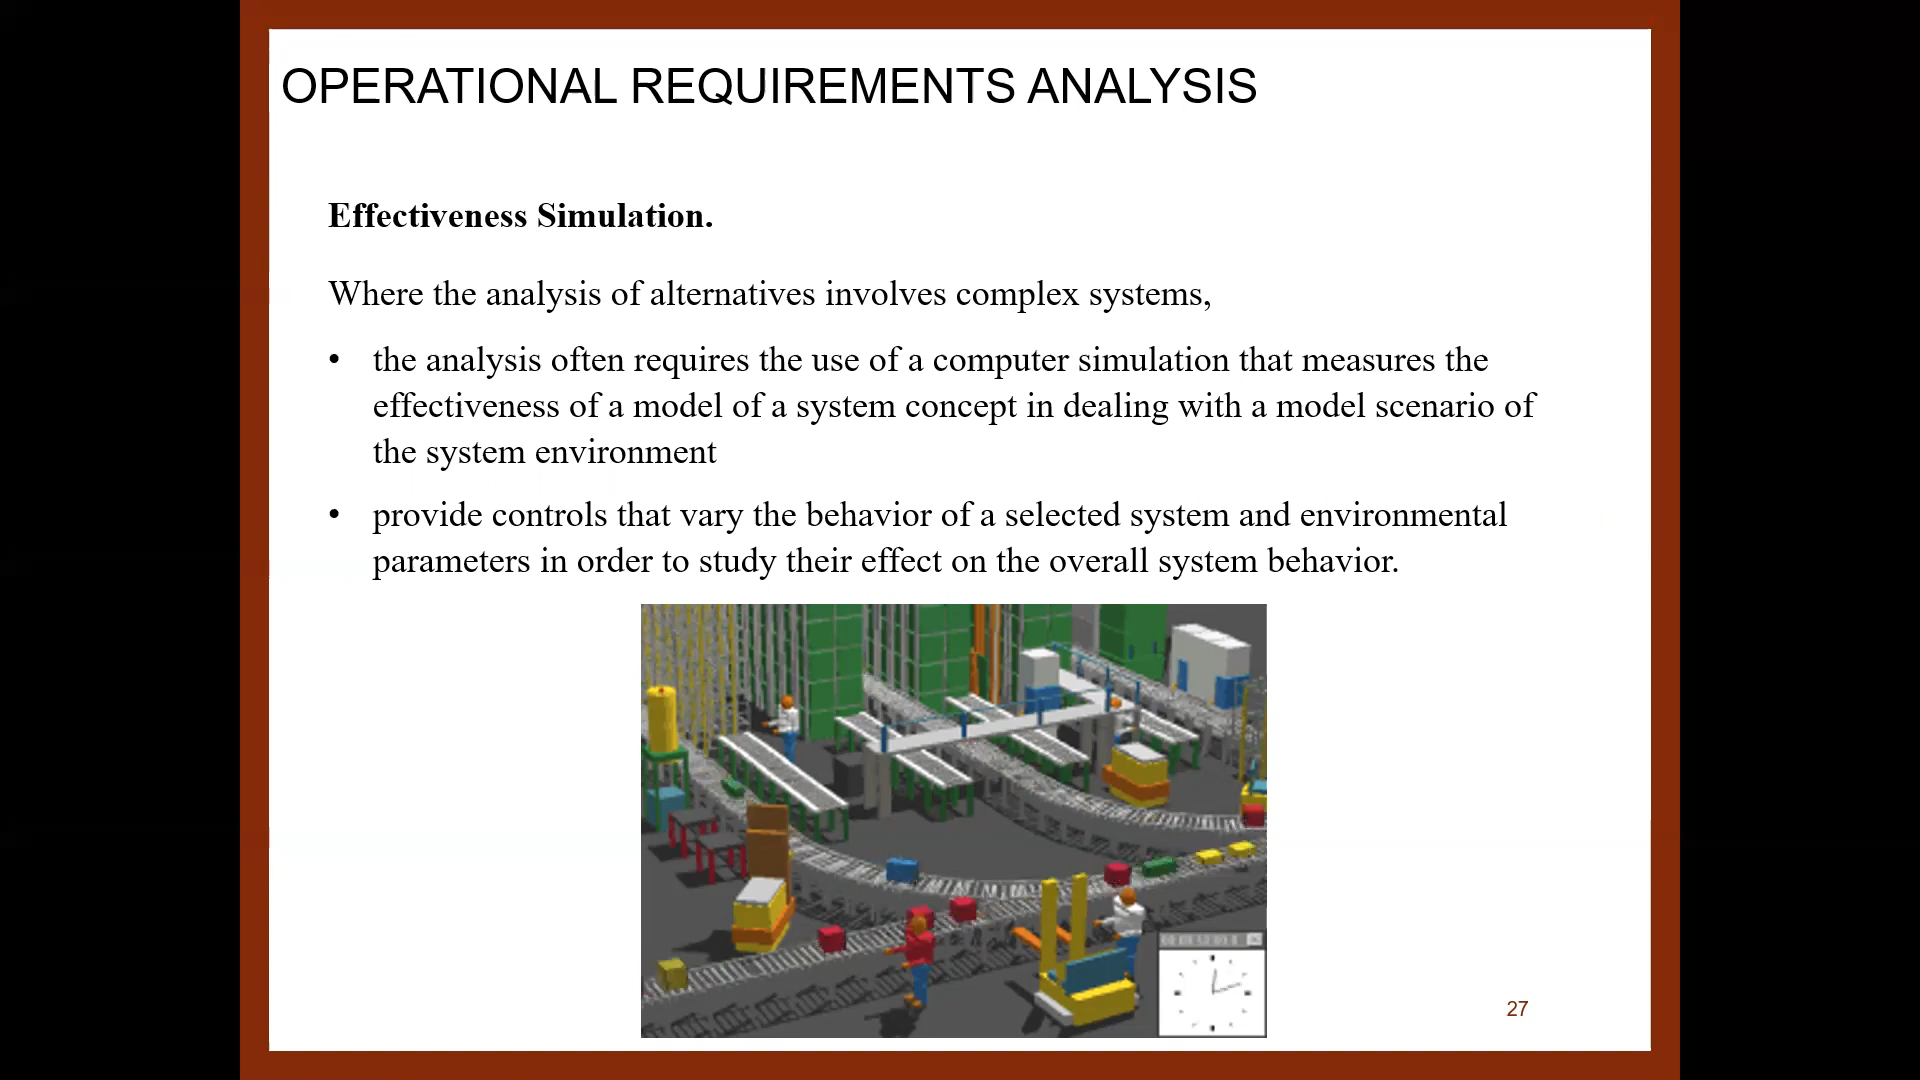 OPERATIONAL REQUIREMENTS ANALYSIS
Effectiveness Simulation.
Where the analysis of alternatives involves complex systems,
• the analysis often requires the use of a computer simulation that measures the
effectiveness of a model of a system concept in dealing with a model scenario of
the system environment
• provide controls that vary the behavior of a selected system and environmental
parameters in order to study their effect on the overall system behavior.
27